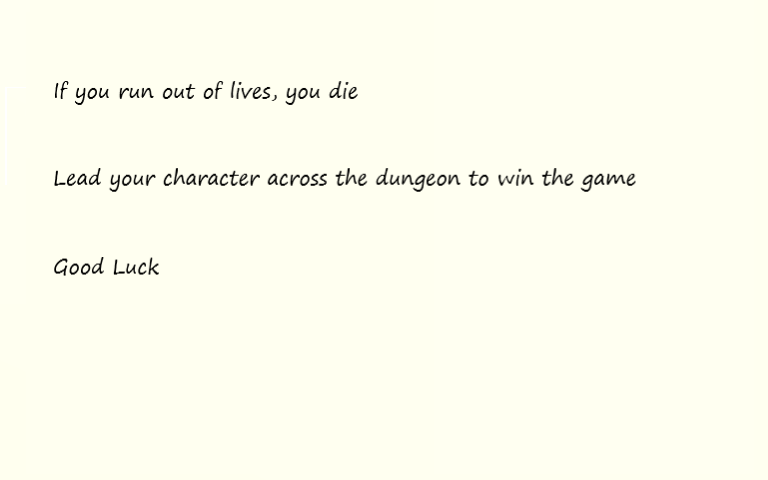 If you run out of lives, you die
Lead your character across the dungeon to win the game
Good Luck